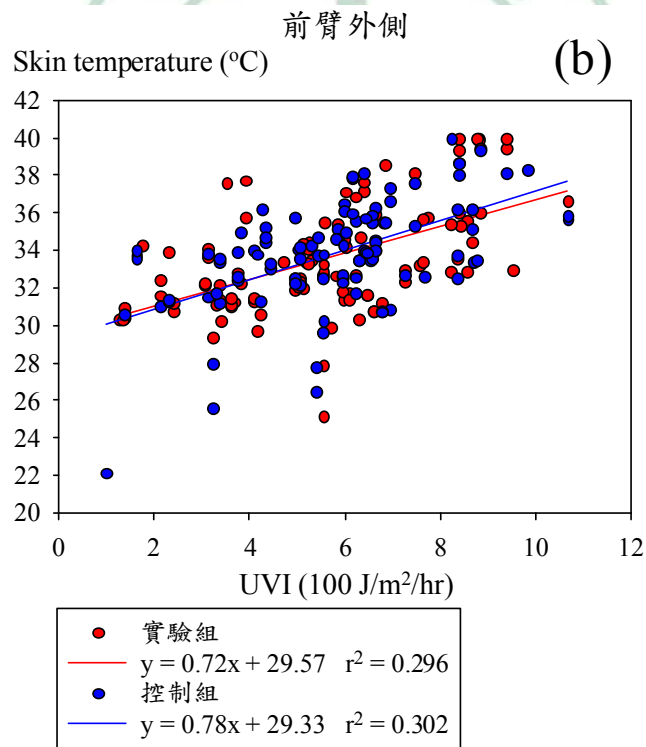 前臂外側
Skin temperature (°C)
(b)
42
40
38
36
34
32
30
28
26
24
22
20
0 2 4 6 8 10 12
UVI (100 J/m²/hr)
實驗組
y = 0.72x + 29.57 r² = 0.296
控制組
y = 0.78x + 29.33 r² = 0.302